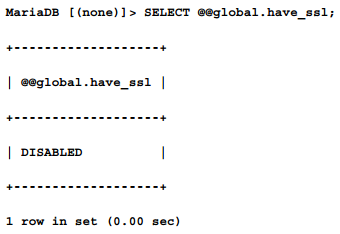 MariaDB [(none)]> SELECT @@global.have_ssl;
+-------------------+
| @@global.have_ssl |
+-------------------+
| DISABLED          |
+-------------------+
1 row in set (0.00 sec)